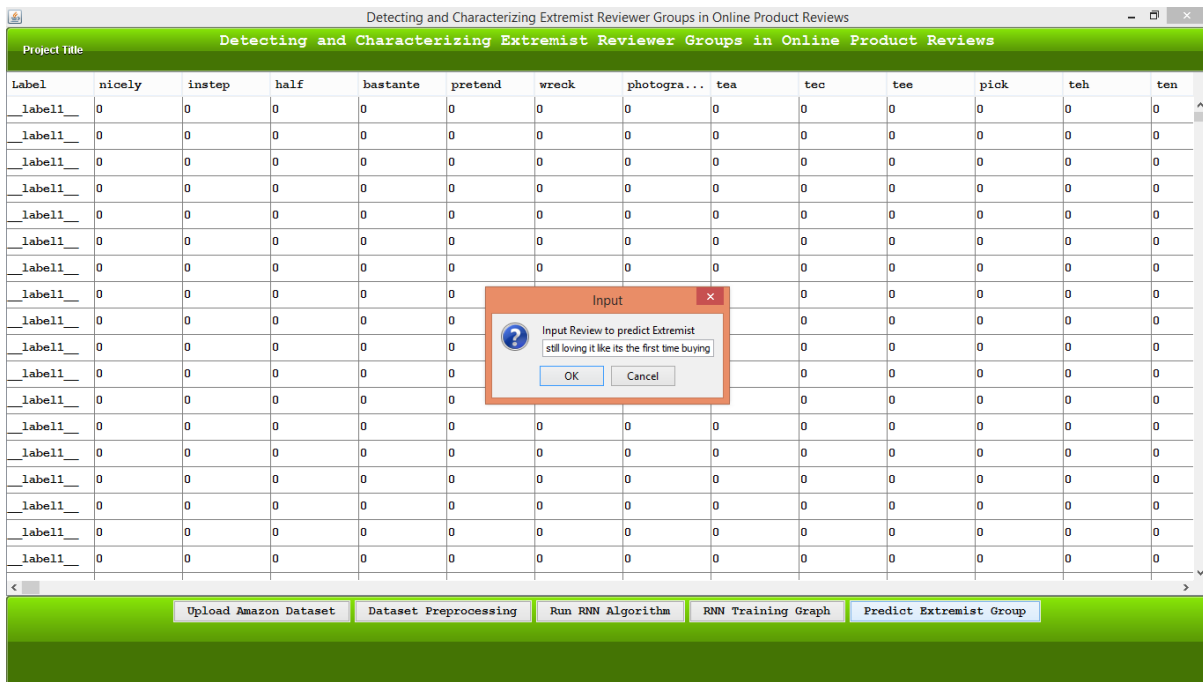 Detecting and Characterizing Extremist Reviewer Groups in Online Product Reviews
Project Title Detecting and Characterizing Extremist Reviewer Groups in Online Product Reviews
Label nicely instep half bastante pretend wreck photogra... tea tec tee pick teh ten
__label1__ 0 0 0 0 0 0 0 0 0 0 0 0 0
__label1__ 0 0 0 0 0 0 0 0 0 0 0 0 0
__label1__ 0 0 0 0 0 0 0 0 0 0 0 0 0
__label1__ 0 0 0 0 0 0 0 0 0 0 0 0 0
__label1__ 0 0 0 0 0 0 0 0 0 0 0 0 0
__label1__ 0 0 0 0 0 0 0 0 0 0 0 0 0
__label1__ 0 0 0 0 0 0 0 0 0 0 0 0 0
__label1__ 0 0 0 0 0 0 0 0
__label1__ 0 0 0 0 0 0 0 0
__label1__ 0 0 0 0 0 0 0 0
__label1__ 0 0 0 0 0 0 0 0
__label1__ 0 0 0 0 0 0 0 0
Input
Input Review to predict Extremist
still loving it like its the first time buying
OK Cancel
__label1__ 0 0 0 0 0 0 0 0 0 0 0 0 0
__label1__ 0 0 0 0 0 0 0 0 0 0 0 0 0
__label1__ 0 0 0 0 0 0 0 0 0 0 0 0 0
__label1__ 0 0 0 0 0 0 0 0 0 0 0 0 0
__label1__ 0 0 0 0 0 0 0 0 0 0 0 0 0
__label1__ 0 0 0 0 0 0 0 0 0 0 0 0 0
Upload Amazon Dataset Dataset Preprocessing Run RNN Algorithm RNN Training Graph Predict Extremist Group